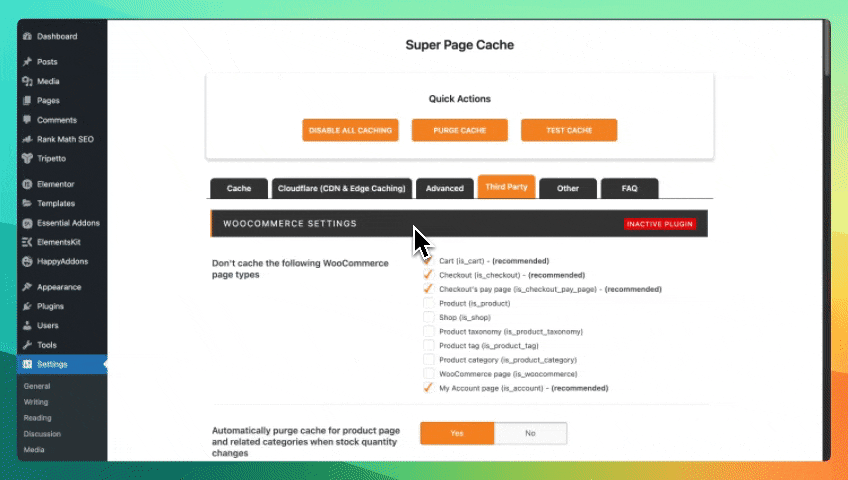 Super Page Cache
Quick Actions
DISABLE ALL CACHING
PURGE CACHE
TEST CACHE
Dashboard
Posts
Media
Pages
Comments
Rank Math SEO
Tripetto
Elementor
Templates
Essential Addons
ElementsKit
HappyAddons
Appearance
Plugins
Users
Tools
Settings
General
Writing
Reading
Discussion
Media
Cache
Cloudflare (CDN & Edge Caching)
Advanced
Third Party
Other
FAQ
WOOCOMMERCE SETTINGS
INACTIVE PLUGIN
Don't cache the following WooCommerce
page types
Cart (is_cart) - (recommended)
Checkout (is_checkout) - (recommended)
Checkout's pay page (is_checkout_pay_page) - (recommended)
Product (is_product)
Shop (is_shop)
Product taxonomy (is_product_taxonomy)
Product tag (is_product_tag)
Product category (is_product_category)
WooCommerce page (is_woocommerce)
My Account page (is_account) - (recommended)
Automatically purge cache for product page
and related categories when stock quantity
changes
Yes
No